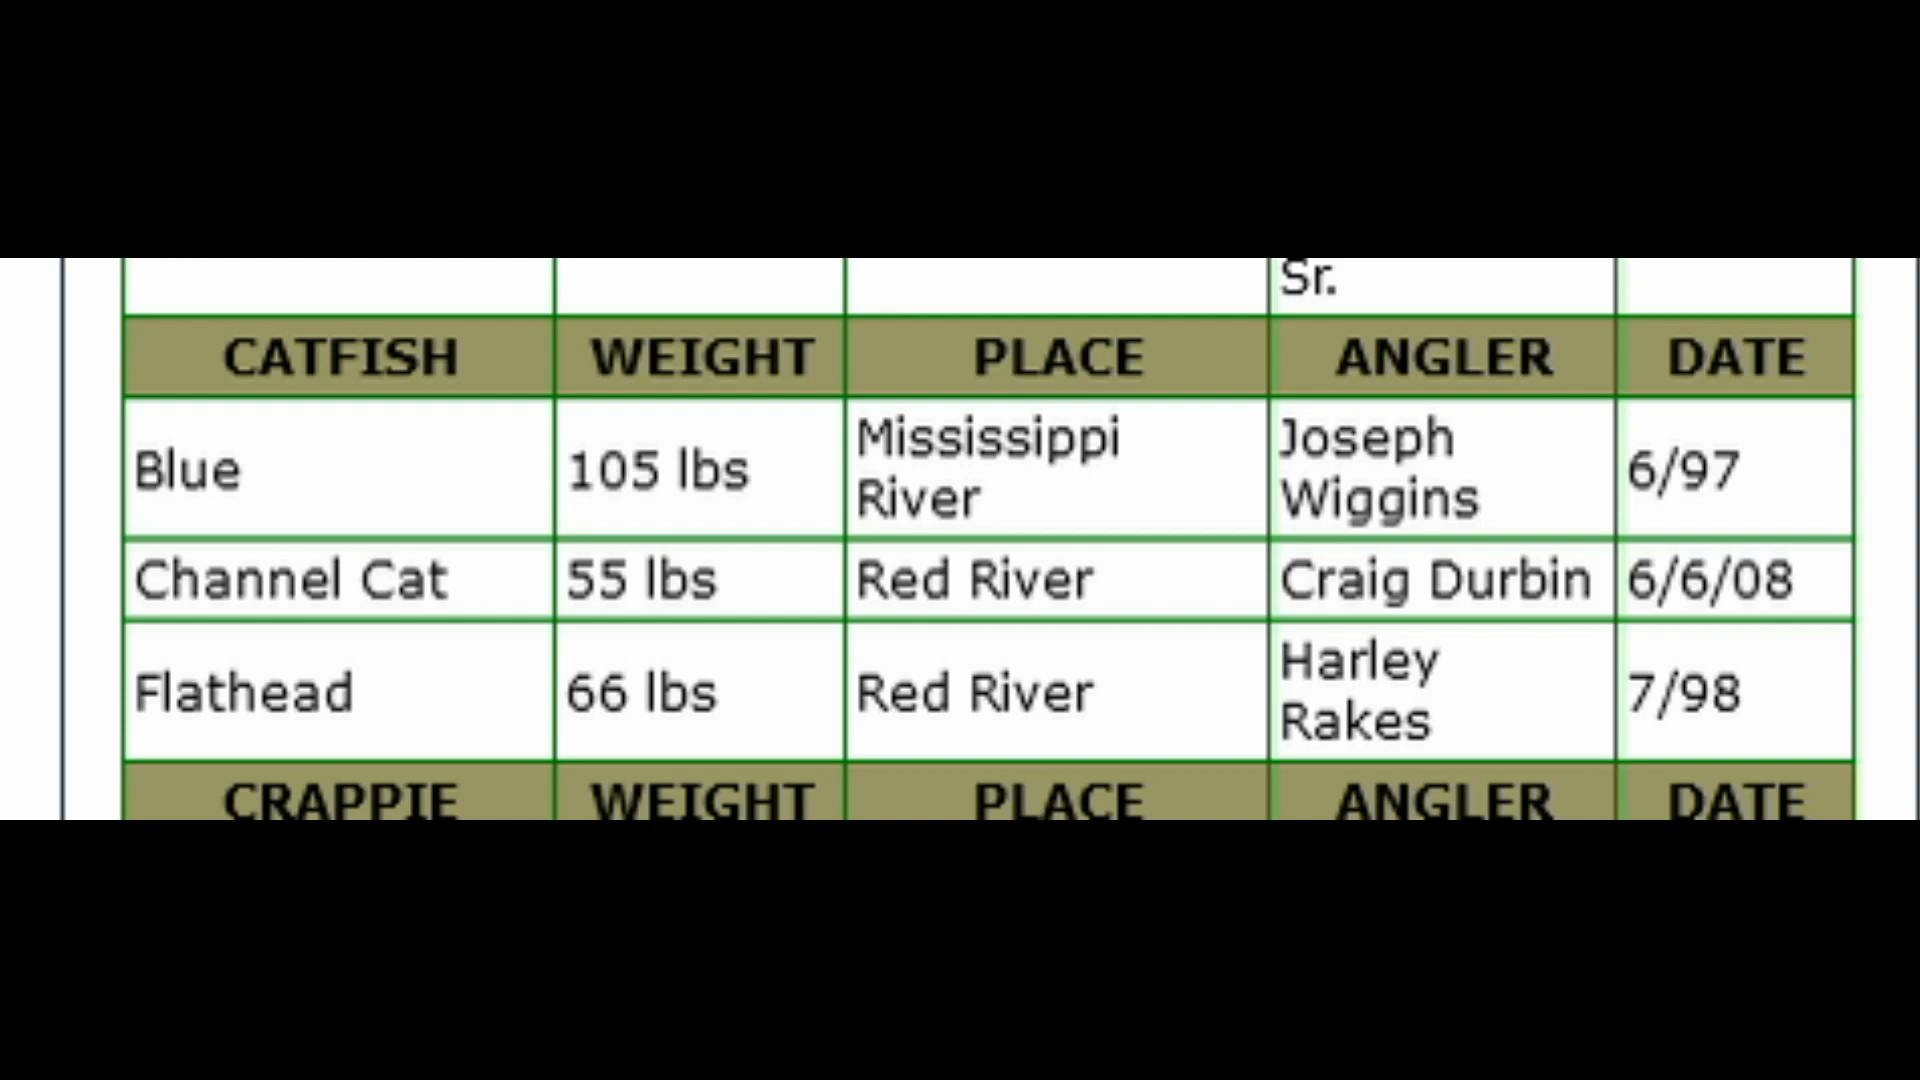 Sr.
CATFISH WEIGHT PLACE ANGLER DATE
Blue 105 lbs Mississippi River Joseph Wiggins 6/97
Channel Cat 55 lbs Red River Craig Durbin 6/6/08
Flathead 66 lbs Red River Harley Rakes 7/98
CRAPPIE WEIGHT PLACE ANGLER DATE